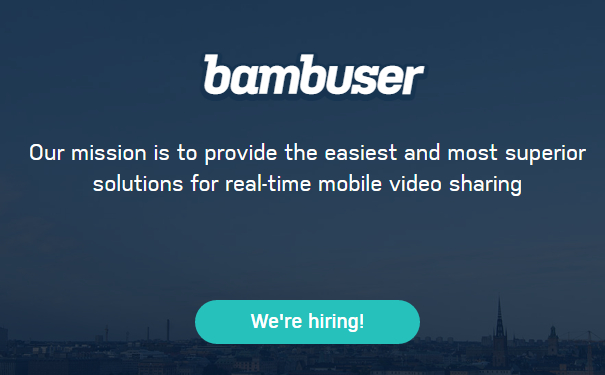 bambuser
Our mission is to provide the easiest and most superior
solutions for real-time mobile video sharing
We're hiring!